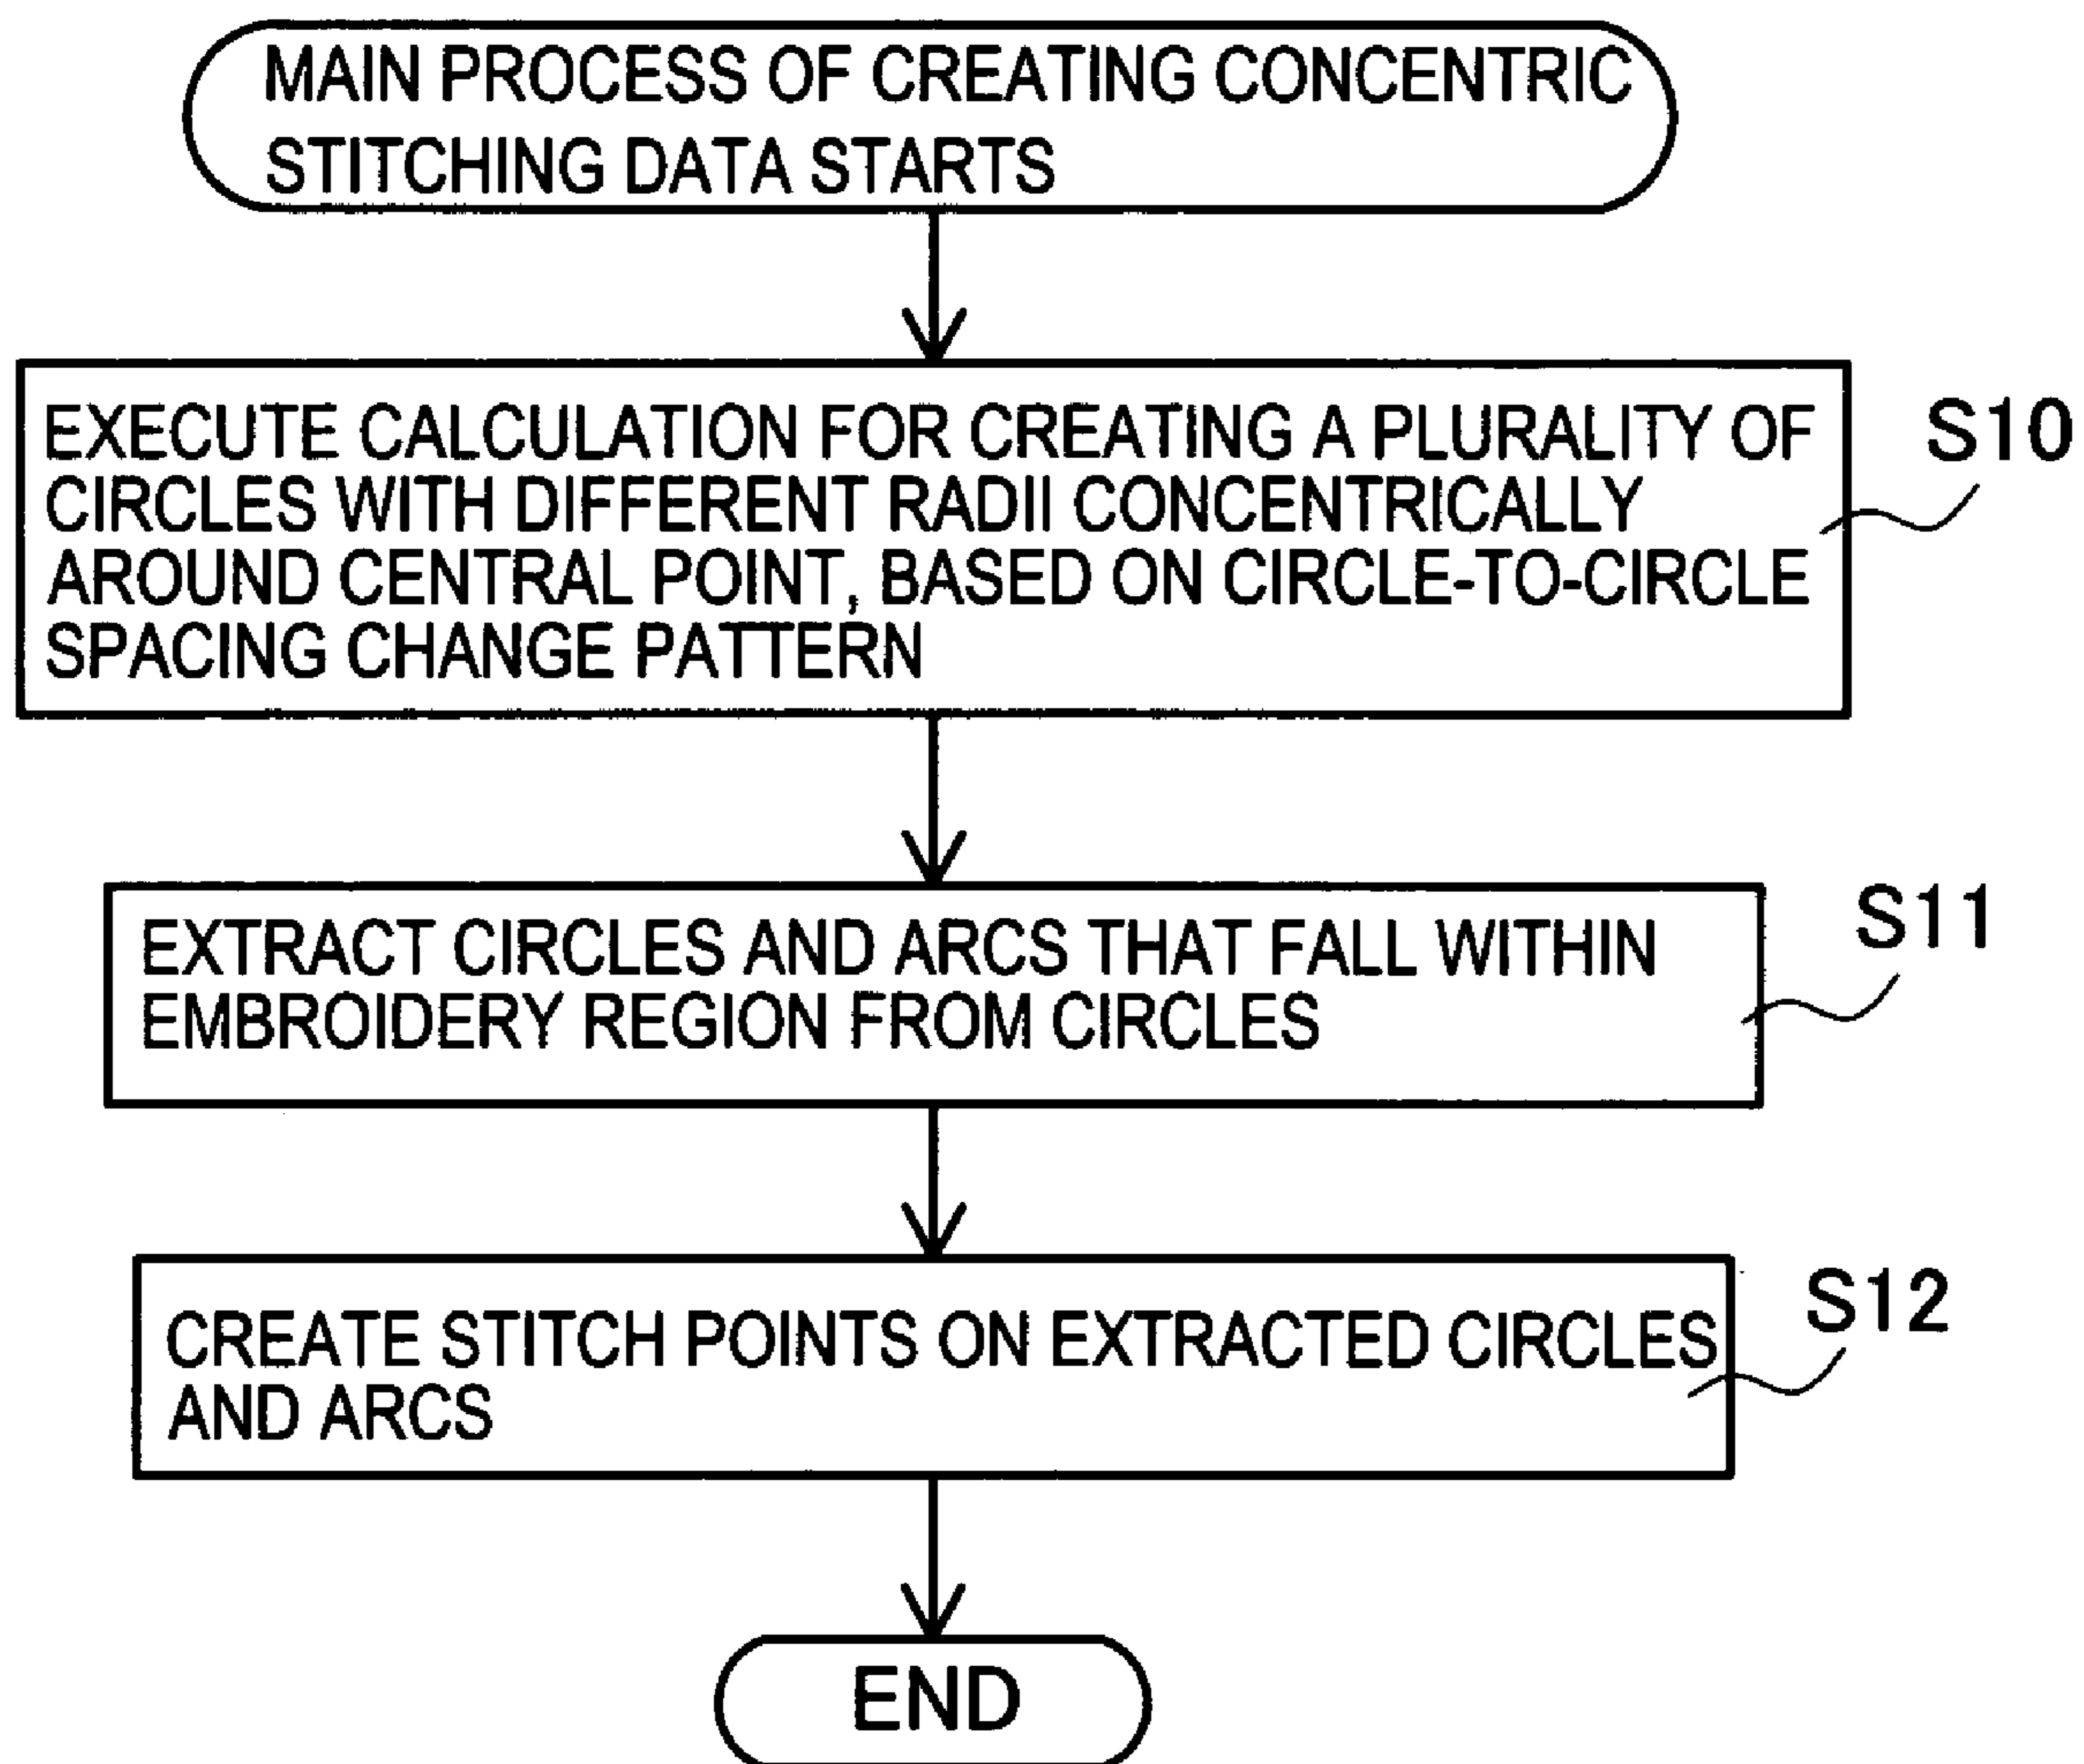 MAIN PROCESS OF CREATING CONCENTRIC
STITCHING DATA STARTS
EXECUTE CALCULATION FOR CREATING A PLURALITY OF
CIRCLES WITH DIFFERENT RADII CONCENTRICALLY
AROUND CENTRAL POINT, BASED ON CIRCLE-TO-CIRCLE
SPACING CHANGE PATTERN
S10
EXTRACT CIRCLES AND ARCS THAT FALL WITHIN
EMBROIDERY REGION FROM CIRCLES
S11
CREATE STITCH POINTS ON EXTRACTED CIRCLES
AND ARCS
S12
END